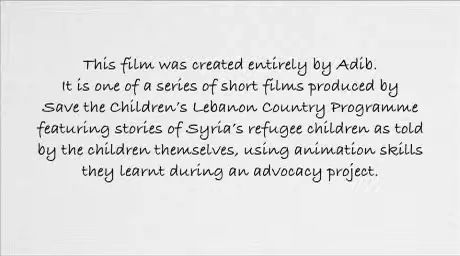 This film was created entirely by Adib.
It is one of a series of short films produced by
Save the Children's Lebanon Country Programme
featuring stories of Syria's refugee children as told
by the children themselves, using animation skills
they learnt during an advocacy project.